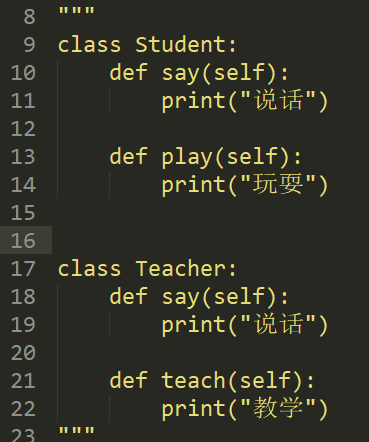 8 """
9 class Student:
10     def say(self):
11         print("说话")
12
13     def play(self):
14         print("玩耍")
15
16
17 class Teacher:
18     def say(self):
19         print("说话")
20
21     def teach(self):
22         print("教学")
23 """